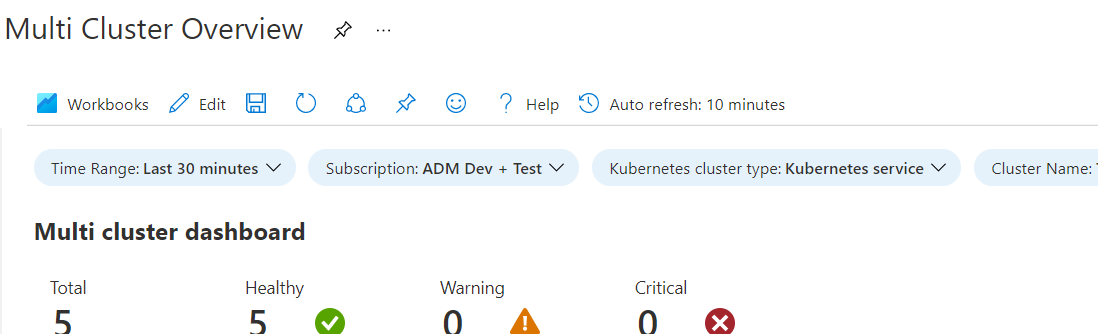 Multi Cluster Overview ...
Workbooks Edit Help Auto refresh: 10 minutes
Time Range: Last 30 minutes Subscription: ADM Dev + Test Kubernetes cluster type: Kubernetes service Cluster Name:
Multi cluster dashboard
Total Healthy Warning Critical
5 5 0 0